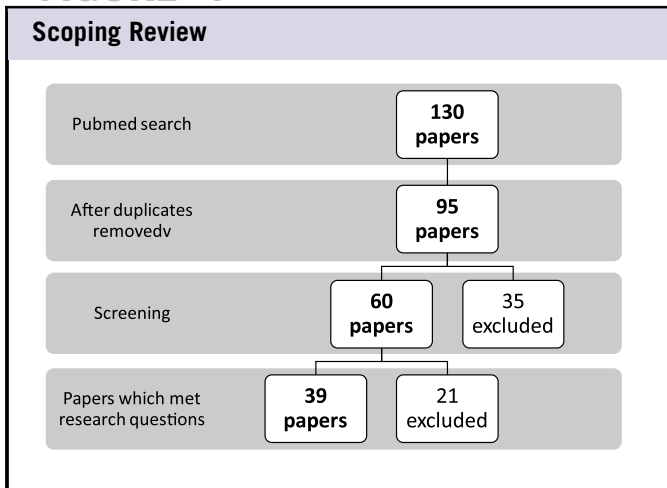 Scoping Review
Pubmed search
130
papers
After duplicates
removedv
95
papers
Screening
60
papers
35
excluded
Papers which met
research questions
39
papers
21
excluded